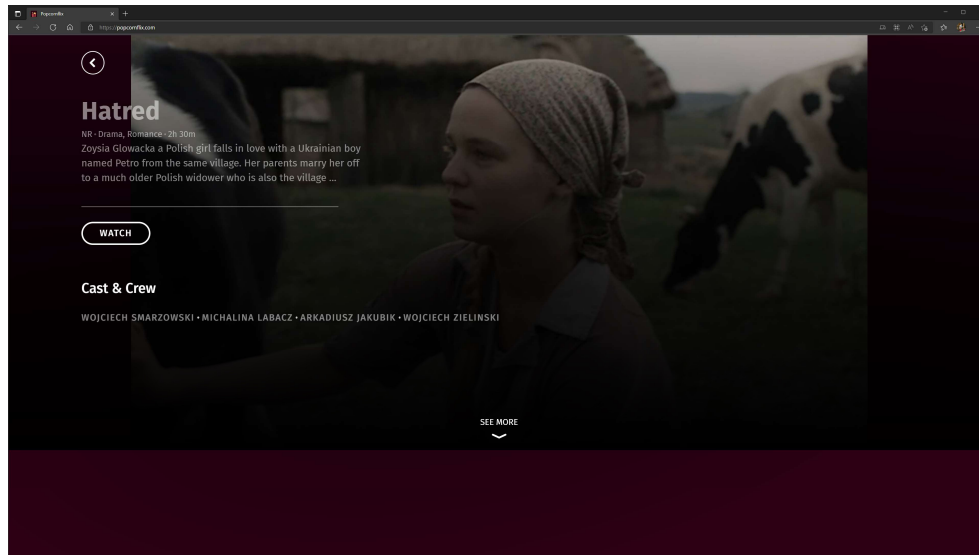 Popcornflix
https://popcornflix.com
Hatred
NR · Drama, Romance · 2h 30m
Zoysia Glowacka a Polish girl falls in love with a Ukrainian boy
named Petro from the same village. Her parents marry her off
to a much older Polish widower who is also the village ...
WATCH
Cast & Crew
WOJCIECH SMARZOWSKI • MICHALINA LABACZ • ARKADIUSZ JAKUBIK • WOJCIECH ZIELINSKI
SEE MORE